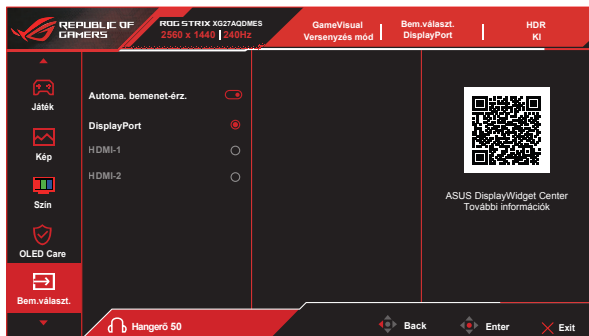 REPUBLIC OF
GAMERS
ROG STRIX XG27AQDMES
2560 x 1440 240Hz
GameVisual
Versenyzés mód
Bem.választ.
DisplayPort
HDR
KI
Játék
Kép
Szín
OLED Care
Bem.választ.
Automa. bemenet-érz.
DisplayPort
HDMI-1
HDMI-2
ASUS DisplayWidget Center
További információk
Hangerő 50
Back
Enter
Exit